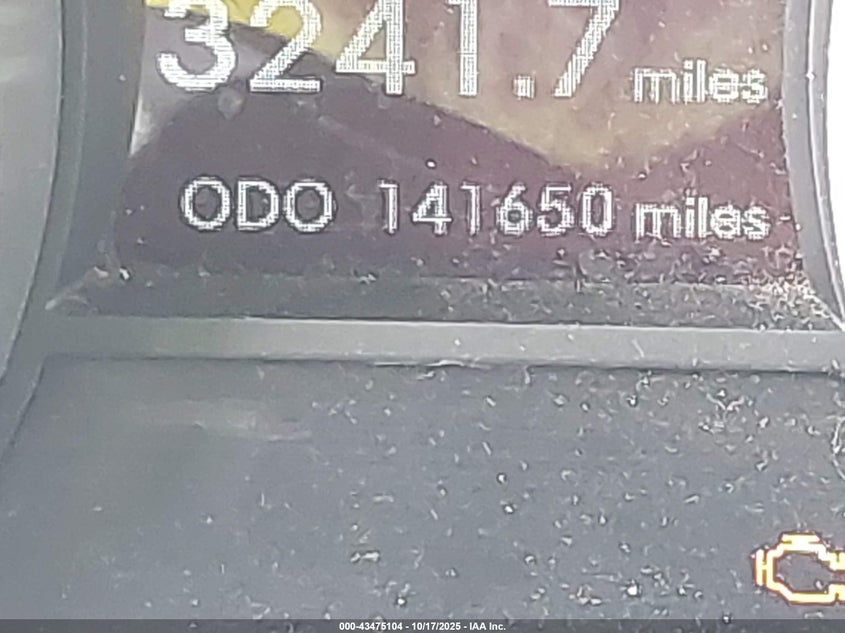 3241.7 miles
ODO 141650 miles
000-43475104 - 10/17/2025 - IAA Inc.